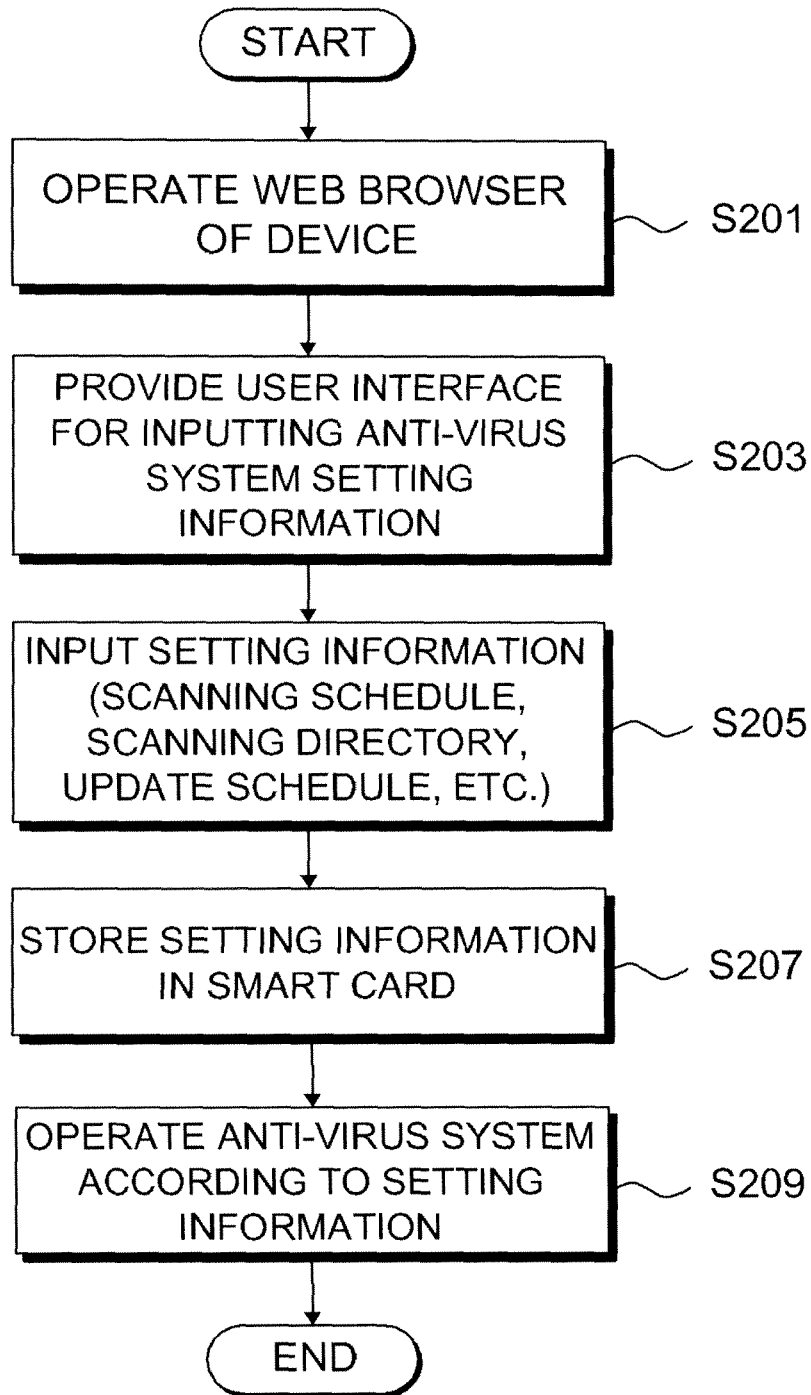 START
OPERATE WEB BROWSER
OF DEVICE
S201
PROVIDE USER INTERFACE
FOR INPUTTING ANTI-VIRUS
SYSTEM SETTING
INFORMATION
S203
INPUT SETTING INFORMATION
(SCANNING SCHEDULE,
SCANNING DIRECTORY,
UPDATE SCHEDULE, ETC.)
S205
STORE SETTING INFORMATION
IN SMART CARD
S207
OPERATE ANTI-VIRUS SYSTEM
ACCORDING TO SETTING
INFORMATION
S209
END